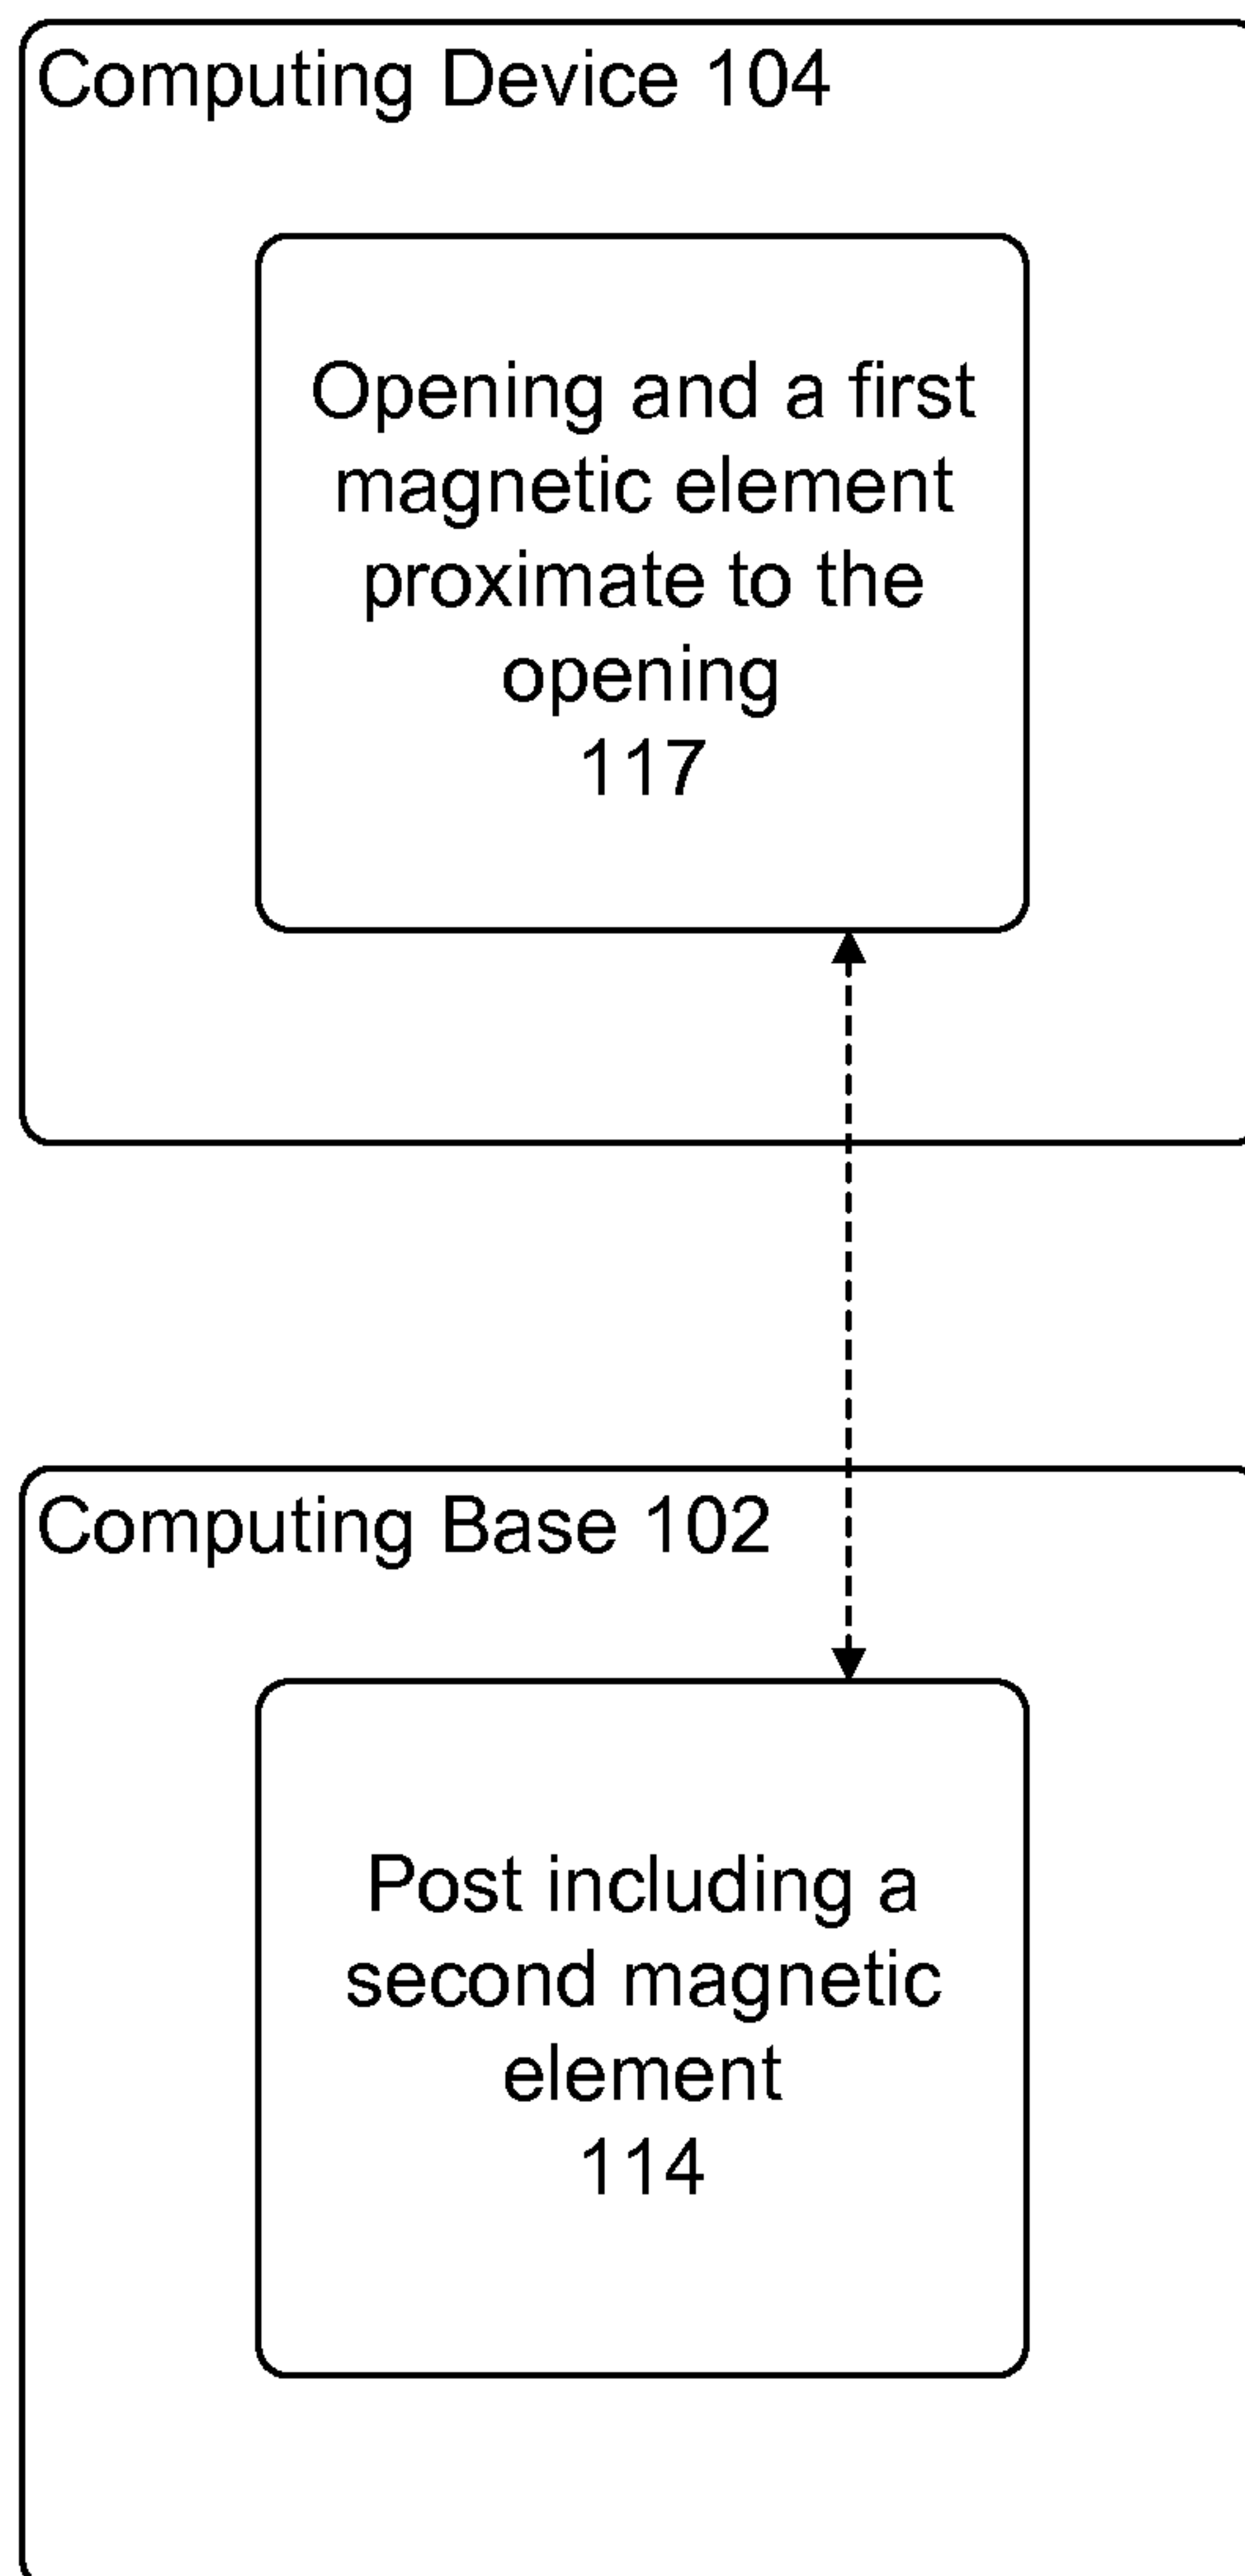 Computing Device 104
Opening and a first
magnetic element
proximate to the
opening
117
Computing Base 102
Post including a
second magnetic
element
114